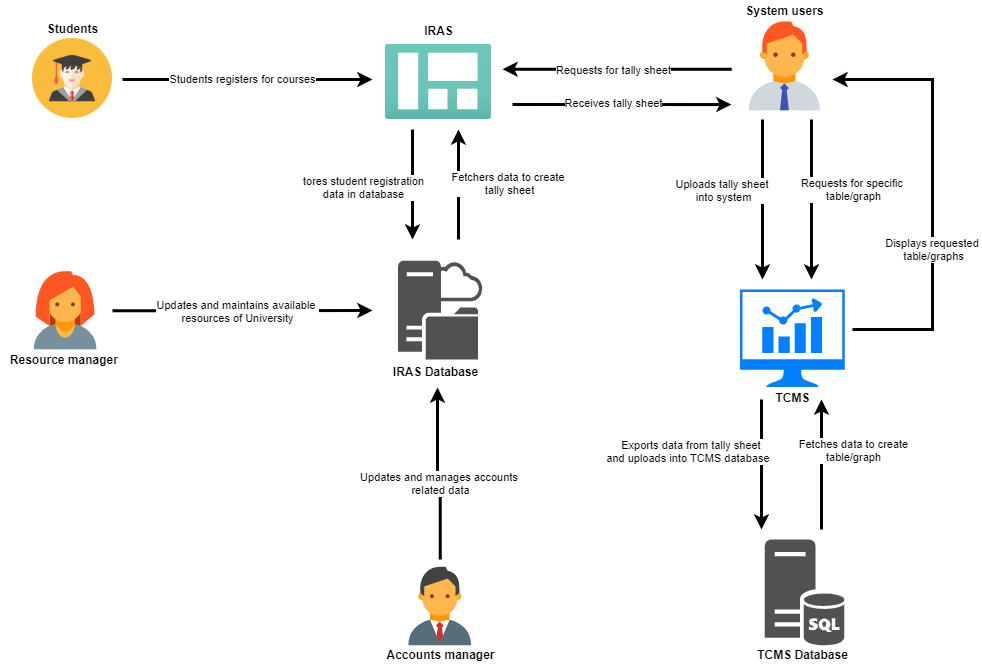 System users
Students
IRAS
Requests for tally sheet
Students registers for courses
Receives tally sheet
tores student registration
data in database
Fetchers data to create
tally sheet
Uploads tally sheet
into system
Requests for specific
table/graph
Displays requested
table/graphs
Updates and maintains available
resources of University
Resource manager
IRAS Database
TCMS
Exports data from tally sheet
and uploads into TCMS database
Fetches data to create
table/graph
Updates and manages accounts
related data
SQL
Accounts manager
TCMS Database